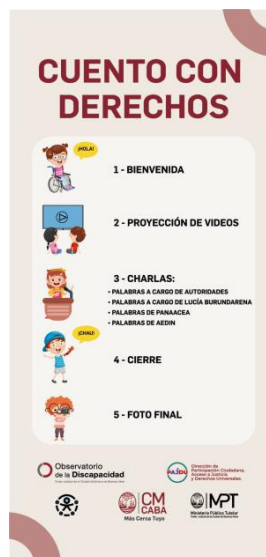 CUENTO CON
DERECHOS
¡HOLA!
1 - BIENVENIDA
2 - PROYECCIÓN DE VIDEOS
3 - CHARLAS:
• PALABRAS A CARGO DE AUTORIDADES
• PALABRAS A CARGO DE LUCÍA BURUNDARENA
• PALABRAS DE PANAACEA
• PALABRAS DE AEDIN
¡CHAU!
4 - CIERRE
5 - FOTO FINAL
Observatorio
de la Discapacidad
PAJDU
Dirección de
Participación Ciudadana,
Acceso a Justicia
y Derechos Universales
CM
CABA
Más Cerca Tuyo
MPT
Ministerio Público Tutelar